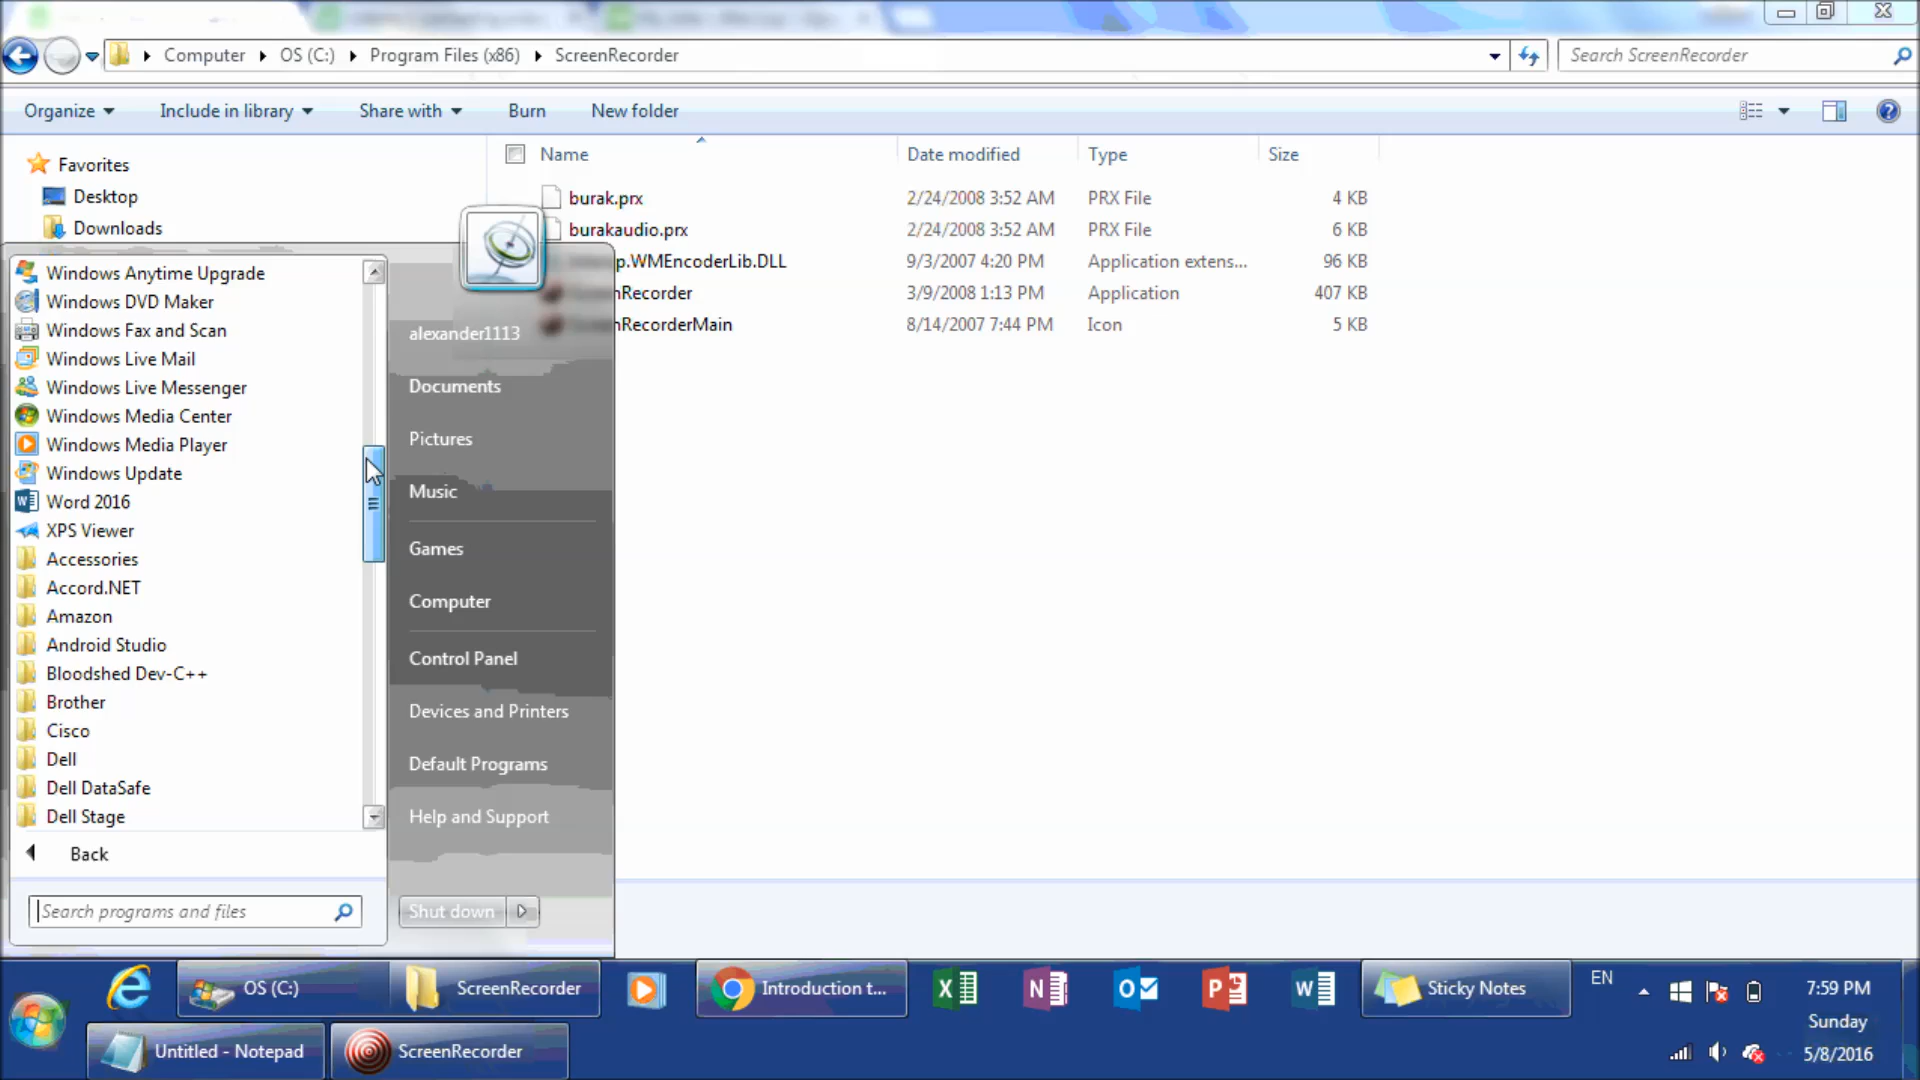 Computer OS (C:) Program Files (x86) ScreenRecorder
Search ScreenRecorder
Organize Include in library Share with Burn New folder
Name Date modified Type Size
Favorites
Desktop
Downloads
burak.prx 2/24/2008 3:52 AM PRX File 4 KB
burakaudio.prx 2/24/2008 3:52 AM PRX File 6 KB
p.WMEncoderLib.DLL 9/3/2007 4:20 PM Application extens... 96 KB
nRecorder 3/9/2008 1:13 PM Application 407 KB
nRecorderMain 8/14/2007 7:44 PM Icon 5 KB
Windows Anytime Upgrade
Windows DVD Maker
Windows Fax and Scan
Windows Live Mail
Windows Live Messenger
Windows Media Center
Windows Media Player
Windows Update
Word 2016
XPS Viewer
Accessories
Accord.NET
Amazon
Android Studio
Bloodshed Dev-C++
Brother
Cisco
Dell
Dell DataSafe
Dell Stage
Back
Search programs and files
alexander1113
Documents
Pictures
Music
Games
Computer
Control Panel
Devices and Printers
Default Programs
Help and Support
Shut down
OS (C:)
ScreenRecorder
Introduction t...
Sticky Notes
EN
7:59 PM
Sunday
5/8/2016
Untitled - Notepad
ScreenRecorder